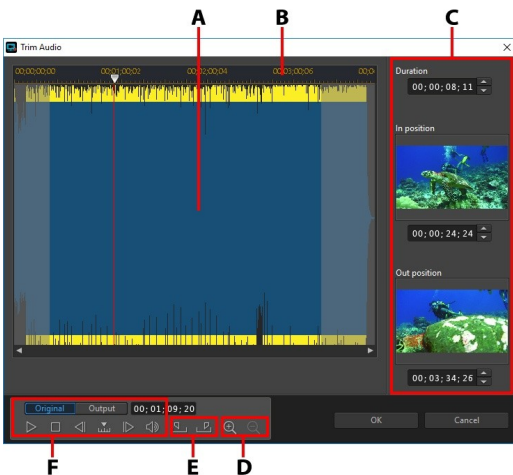 A B C
Trim Audio
00;00;00;00 00;01;00;02 00;02;00;04 00;03;00;06 00;0
Duration
00; 00; 08; 11
In position
00; 00; 24; 24
Out position
00; 03; 34; 26
Original Output 00; 01; 09; 20
OK Cancel
F E D